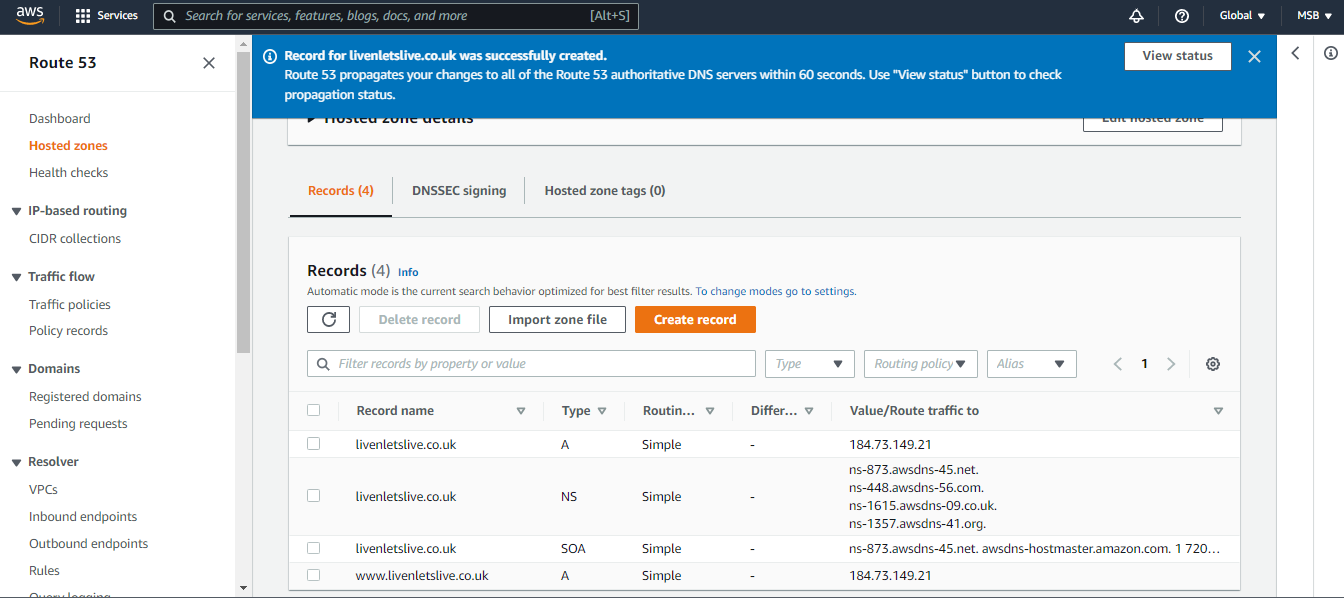 aws
Services
Search for services, features, blogs, docs, and more
[Alt+S]
Global
MSB
Route 53
Dashboard
Hosted zones
Health checks
IP-based routing
CIDR collections
Traffic flow
Traffic policies
Policy records
Domains
Registered domains
Pending requests
Resolver
VPCs
Inbound endpoints
Outbound endpoints
Rules
Query logging
Record for livenletslive.co.uk was successfully created.
Route 53 propagates your changes to all of the Route 53 authoritative DNS servers within 60 seconds. Use "View status" button to check
propagation status.
View status
Hosted zone details
Edit hosted zone
Records (4)
DNSSEC signing
Hosted zone tags (0)
Records (4) Info
Automatic mode is the current search behavior optimized for best filter results. To change modes go to settings.
Delete record
Import zone file
Create record
Filter records by property or value
Type
Routing policy
Alias
1
Record name
Type
Routin...
Differ...
Value/Route traffic to
livenletslive.co.uk
A
Simple
-
184.73.149.21
livenletslive.co.uk
NS
Simple
-
ns-873.awsdns-45.net.
ns-448.awsdns-56.com.
ns-1615.awsdns-09.co.uk.
ns-1357.awsdns-41.org.
livenletslive.co.uk
SOA
Simple
-
ns-873.awsdns-45.net. awsdns-hostmaster.amazon.com. 1 720...
www.livenletslive.co.uk
A
Simple
-
184.73.149.21